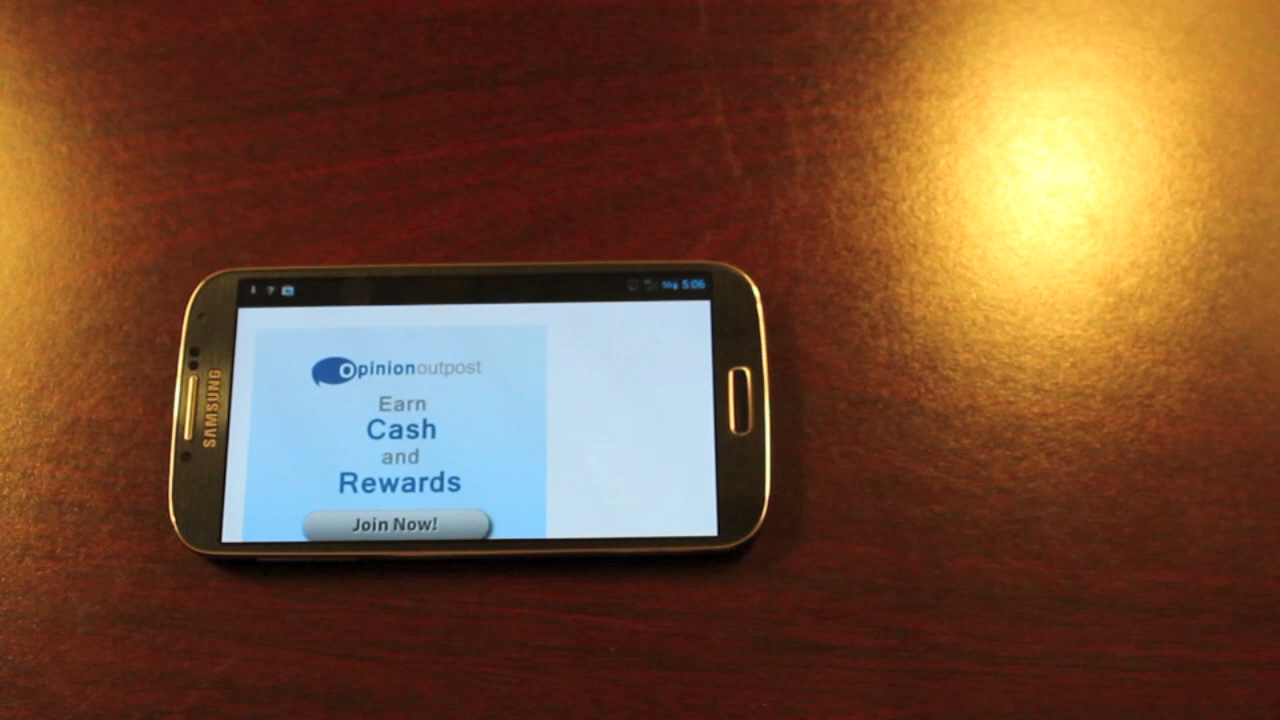 5:06
SAMSUNG
Opinionoutpost
Earn
Cash
and
Rewards
Join Now!